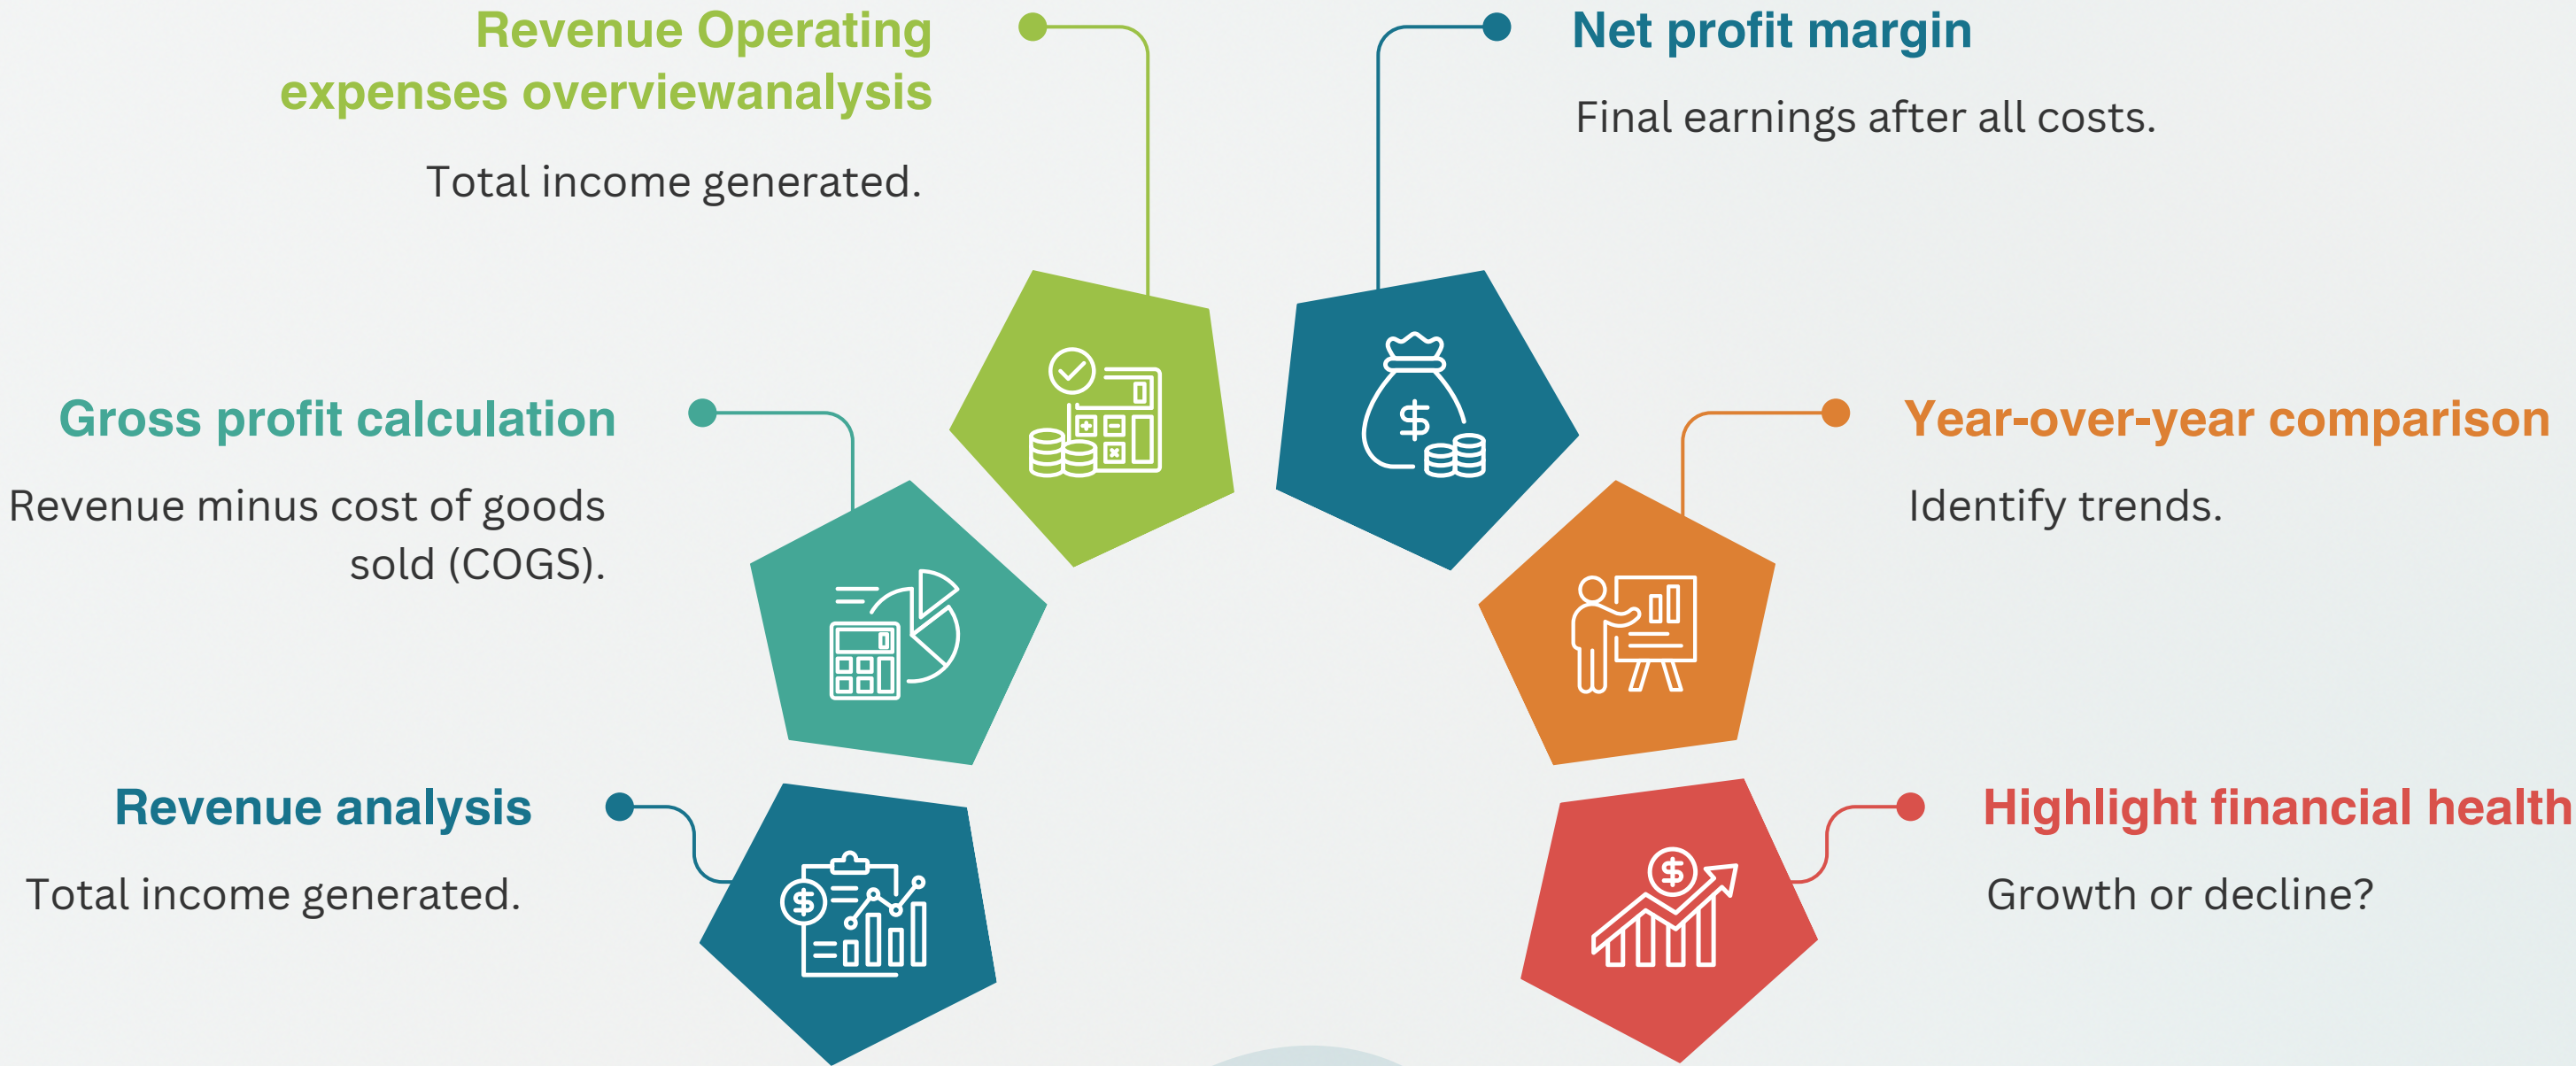 Revenue Operating
expenses overviewanalysis
Total income generated.
Net profit margin
Final earnings after all costs.
Gross profit calculation
Revenue minus cost of goods
sold (COGS).
Year-over-year comparison
Identify trends.
Revenue analysis
Total income generated.
Highlight financial health
Growth or decline?